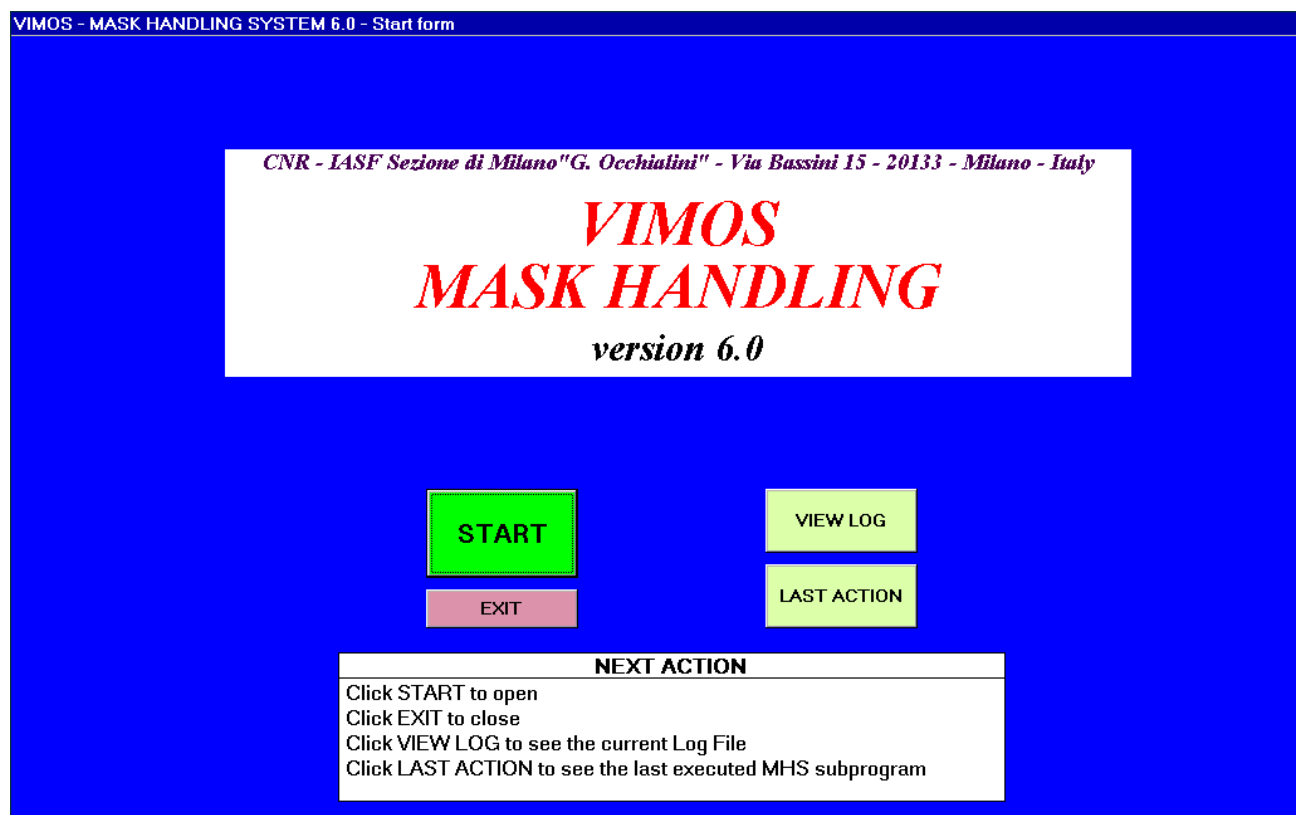 VIMOS - MASK HANDLING SYSTEM 6.0 - Start form
CNR - IASF Sezione di Milano"G. Occhialini" - Via Bassini 15 - 20133 - Milano - Italy
VIMOS
MASK HANDLING
version 6.0
START
VIEW LOG
EXIT
LAST ACTION
NEXT ACTION
Click START to open
Click EXIT to close
Click VIEW LOG to see the current Log File
Click LAST ACTION to see the last executed MHS subprogram